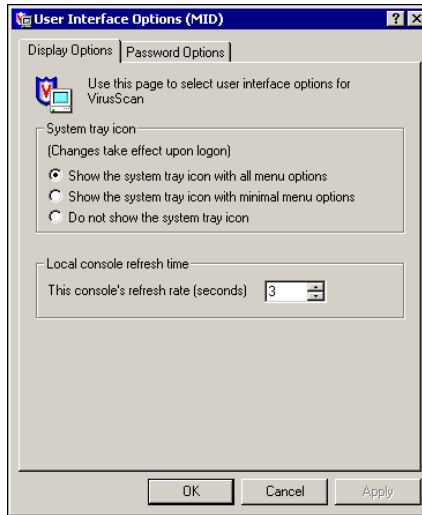 User Interface Options (MID)
Display Options
Password Options
Use this page to select user interface options for
VirusScan
System tray icon
(Changes take effect upon logon)
Show the system tray icon with all menu options
Show the system tray icon with minimal menu options
Do not show the system tray icon
Local console refresh time
This console's refresh rate (seconds) 3
OK
Cancel
Apply